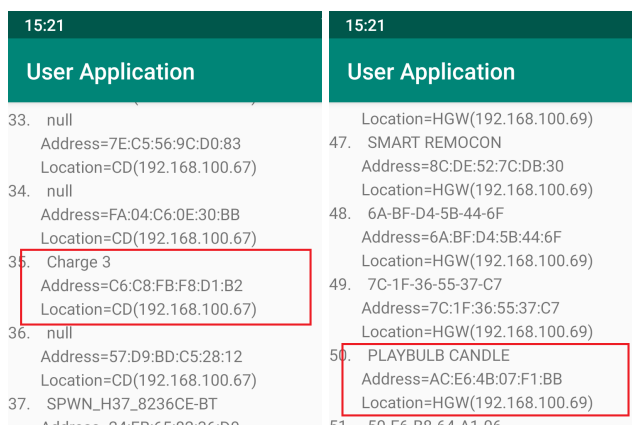 15:21
User Application
33. null
Address=7E:C5:56:9C:D0:83
Location=CD(192.168.100.67)
34. null
Address=FA:04:C6:0E:30:BB
Location=CD(192.168.100.67)
35. Charge 3
Address=C6:C8:FB:F8:D1:B2
Location=CD(192.168.100.67)
36. null
Address=57:D9:BD:C5:28:12
Location=CD(192.168.100.67)
37. SPWN_H37_8236CE-BT
15:21
User Application
Location=HGW(192.168.100.69)
47. SMART REMOCON
Address=8C:DE:52:7C:DB:30
Location=HGW(192.168.100.69)
48. 6A-BF-D4-5B-44-6F
Address=6A:BF:D4:5B:44:6F
Location=HGW(192.168.100.69)
49. 7C-1F-36-55-37-C7
Address=7C:1F:36:55:37:C7
Location=HGW(192.168.100.69)
50. PLAYBULB CANDLE
Address=AC:E6:4B:07:F1:BB
Location=HGW(192.168.100.69)